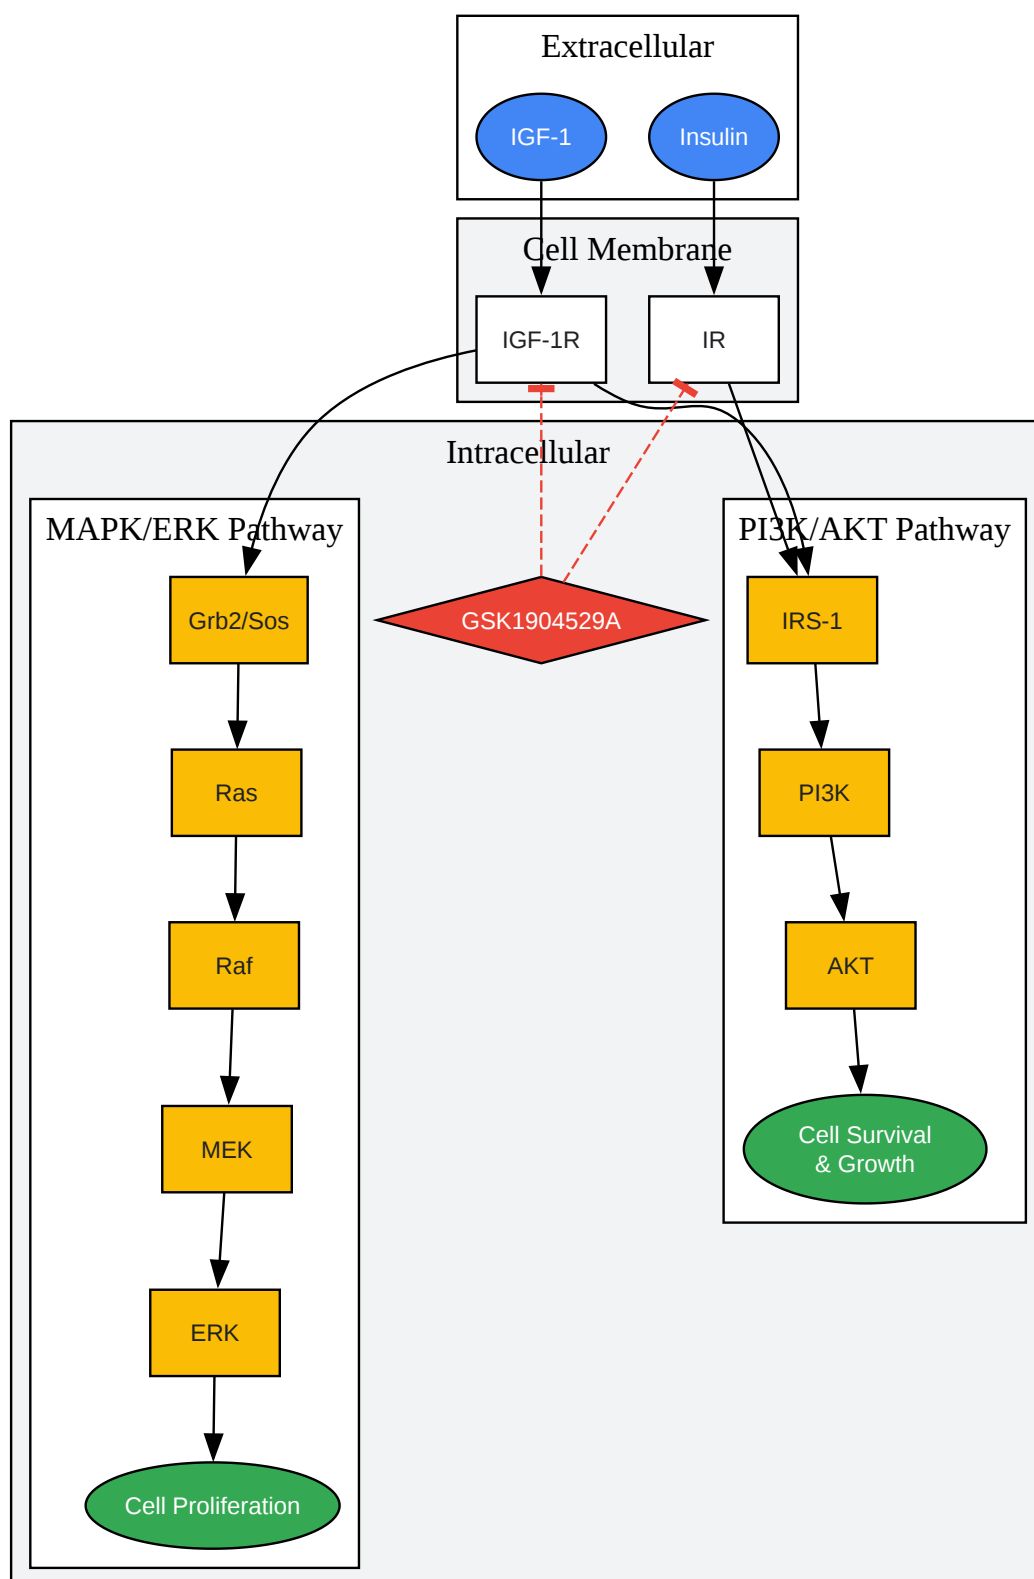 Extracellular
IGF-1
Insulin
Cell Membrane
IGF-1R
IR
Intracellular
MAPK/ERK Pathway
PI3K/AKT Pathway
Grb2/Sos
GSK1904529A
IRS-1
Ras
PI3K
Raf
AKT
MEK
Cell Survival
& Growth
ERK
Cell Proliferation